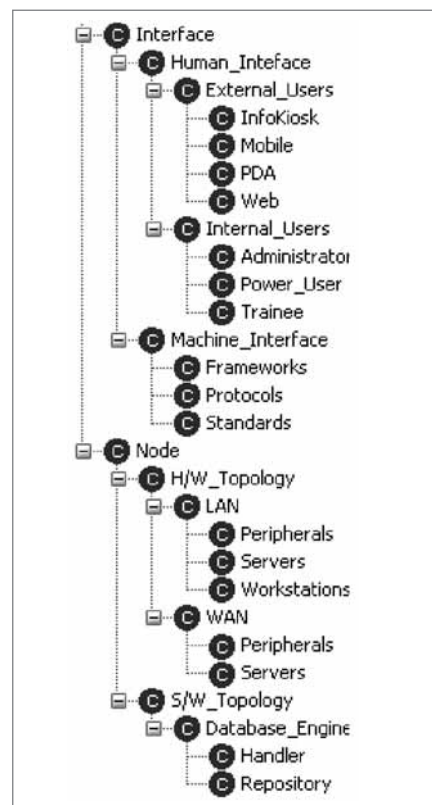 C Interface
C Human_Inteface
C External_Users
C InfoKiosk
C Mobile
C PDA
C Web
C Internal_Users
C Administrator
C Power_User
C Trainee
C Machine_Interface
C Frameworks
C Protocols
C Standards
C Node
C H/W_Topology
C LAN
C Peripherals
C Servers
C Workstations
C WAN
C Peripherals
C Servers
C S/W_Topology
C Database_Engine
C Handler
C Repository